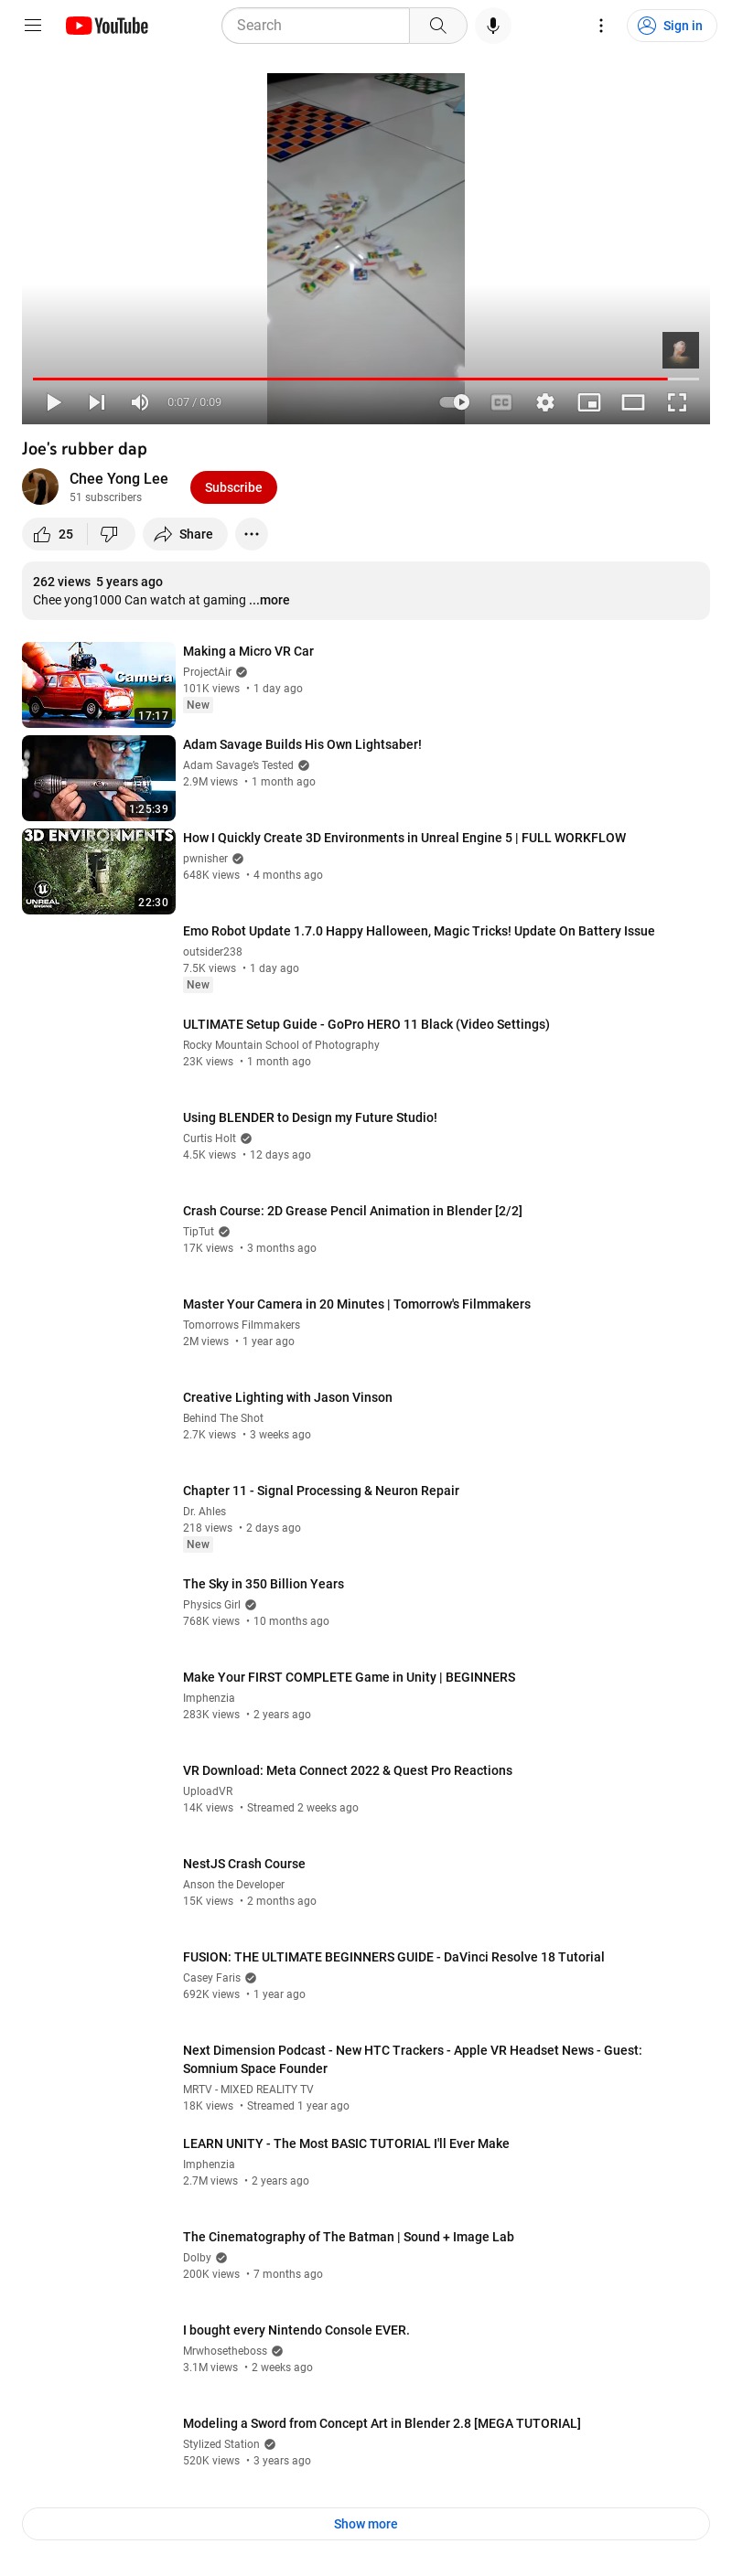 YouTube
Search
Sign in
0:07 / 0:09
CC
Joe's rubber dap
Chee Yong Lee
51 subscribers
Subscribe
25
Share
262 views 5 years ago
Chee yong1000 Can watch at gaming ...more
Camera
17:17
Making a Micro VR Car
ProjectAir
101K views • 1 day ago
New
1:25:39
Adam Savage Builds His Own Lightsaber!
Adam Savage's Tested
2.9M views • 1 month ago
3D ENVIRONMENTS
UNREAL
ENGINE
22:30
How I Quickly Create 3D Environments in Unreal Engine 5 | FULL WORKFLOW
pwnisher
648K views • 4 months ago
Emo Robot Update 1.7.0 Happy Halloween, Magic Tricks! Update On Battery Issue
outsider238
7.5K views • 1 day ago
New
ULTIMATE Setup Guide - GoPro HERO 11 Black (Video Settings)
Rocky Mountain School of Photography
23K views • 1 month ago
Using BLENDER to Design my Future Studio!
Curtis Holt
4.5K views • 12 days ago
Crash Course: 2D Grease Pencil Animation in Blender [2/2]
TipTut
17K views • 3 months ago
Master Your Camera in 20 Minutes | Tomorrow's Filmmakers
Tomorrows Filmmakers
2M views • 1 year ago
Creative Lighting with Jason Vinson
Behind The Shot
2.7K views • 3 weeks ago
Chapter 11 - Signal Processing & Neuron Repair
Dr. Ahles
218 views • 2 days ago
New
The Sky in 350 Billion Years
Physics Girl
768K views • 10 months ago
Make Your FIRST COMPLETE Game in Unity | BEGINNERS
Imphenzia
283K views • 2 years ago
VR Download: Meta Connect 2022 & Quest Pro Reactions
UploadVR
14K views • Streamed 2 weeks ago
NestJS Crash Course
Anson the Developer
15K views • 2 months ago
FUSION: THE ULTIMATE BEGINNERS GUIDE - DaVinci Resolve 18 Tutorial
Casey Faris
692K views • 1 year ago
Next Dimension Podcast - New HTC Trackers - Apple VR Headset News - Guest:
Somnium Space Founder
MRTV - MIXED REALITY TV
18K views • Streamed 1 year ago
LEARN UNITY - The Most BASIC TUTORIAL I'll Ever Make
Imphenzia
2.7M views • 2 years ago
The Cinematography of The Batman | Sound + Image Lab
Dolby
200K views • 7 months ago
I bought every Nintendo Console EVER.
Mrwhosetheboss
3.1M views • 2 weeks ago
Modeling a Sword from Concept Art in Blender 2.8 [MEGA TUTORIAL]
Stylized Station
520K views • 3 years ago
Show more